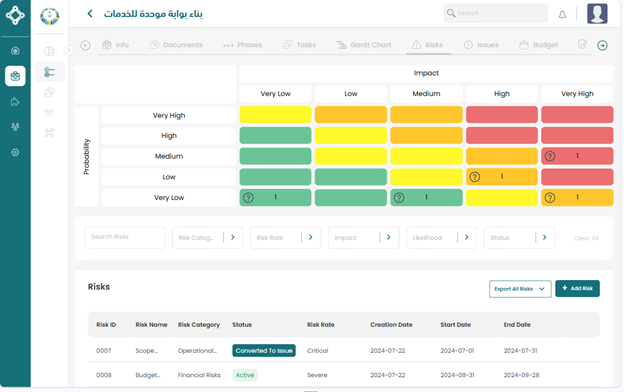 بناء بوابة موحدة للخدمات
Search
Info Documents Phases Tasks Gantt Chart Risks Issues Budget
Impact
Very Low Low Medium High Very High
Probability
Very High
High
Medium 1
Low 1
Very Low 1 1 1
Search Risks Risk Categ... Risk Rate Impact Likelihood Status Clear All
Risks
Export All Risks + Add Risk
Risk ID Risk Name Risk Category Status Risk Rate Creation Date Start Date End Date
0007 Scope... Operational... Converted To Issue Critical 2024-07-22 2024-07-01 2024-07-31
0008 Budget... Financial Risks Active Severe 2024-07-22 2024-08-01 2024-09-28